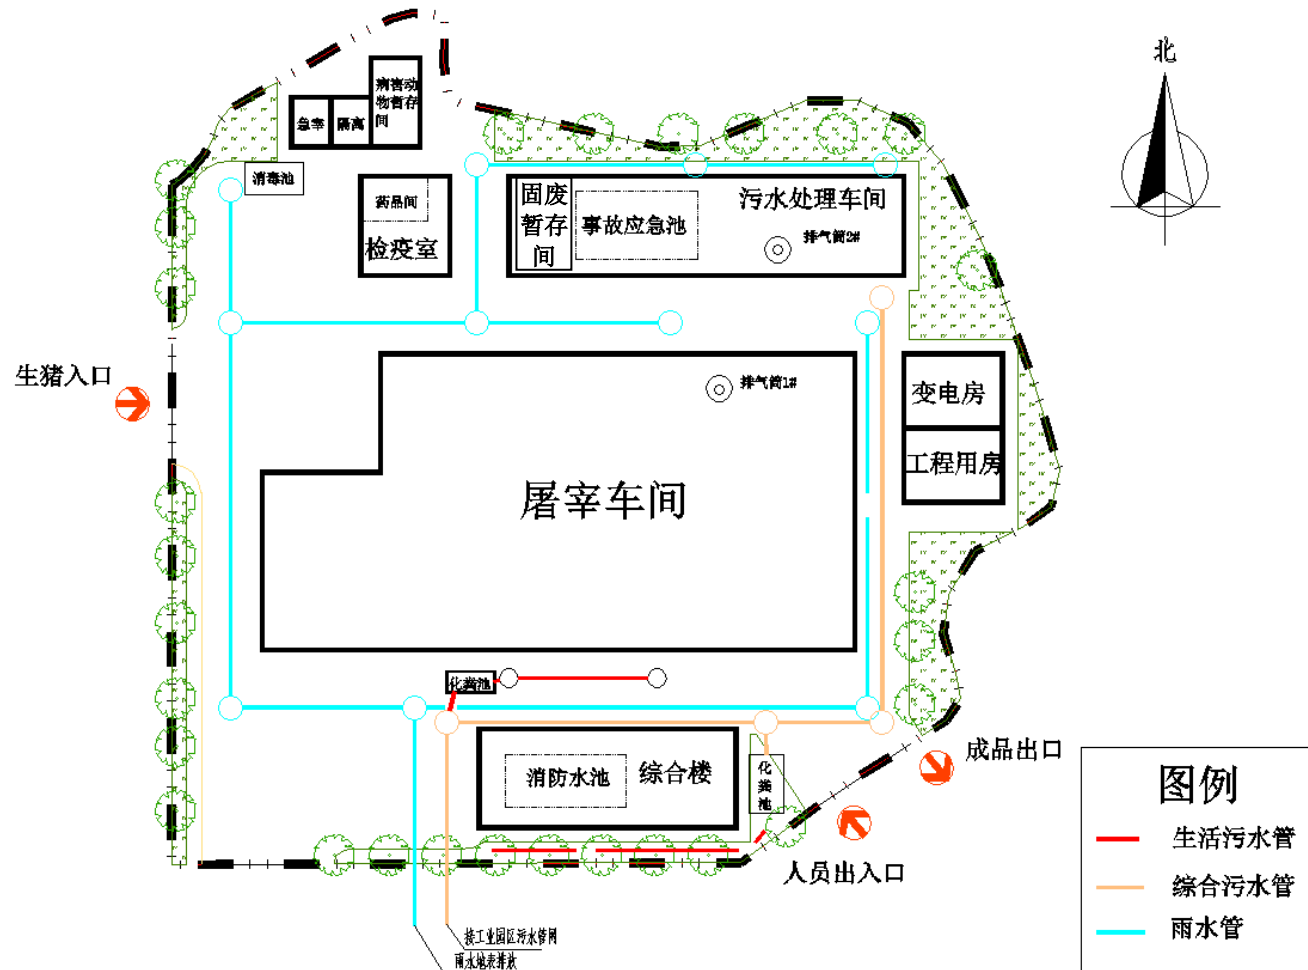 北
病害动
物暂存
间
急宰
隔离
消毒池
药品间
检疫室
固废
暂存
间
事故应急池
污水处理车间
排气筒2#
生猪入口
排气筒1#
变电房
工程用房
屠宰车间
化粪池
消防水池
综合楼
化
粪
池
成品出口
人员出入口
图例
生活污水管
综合污水管
雨水管
接工业园区污水管网
雨水地表排放